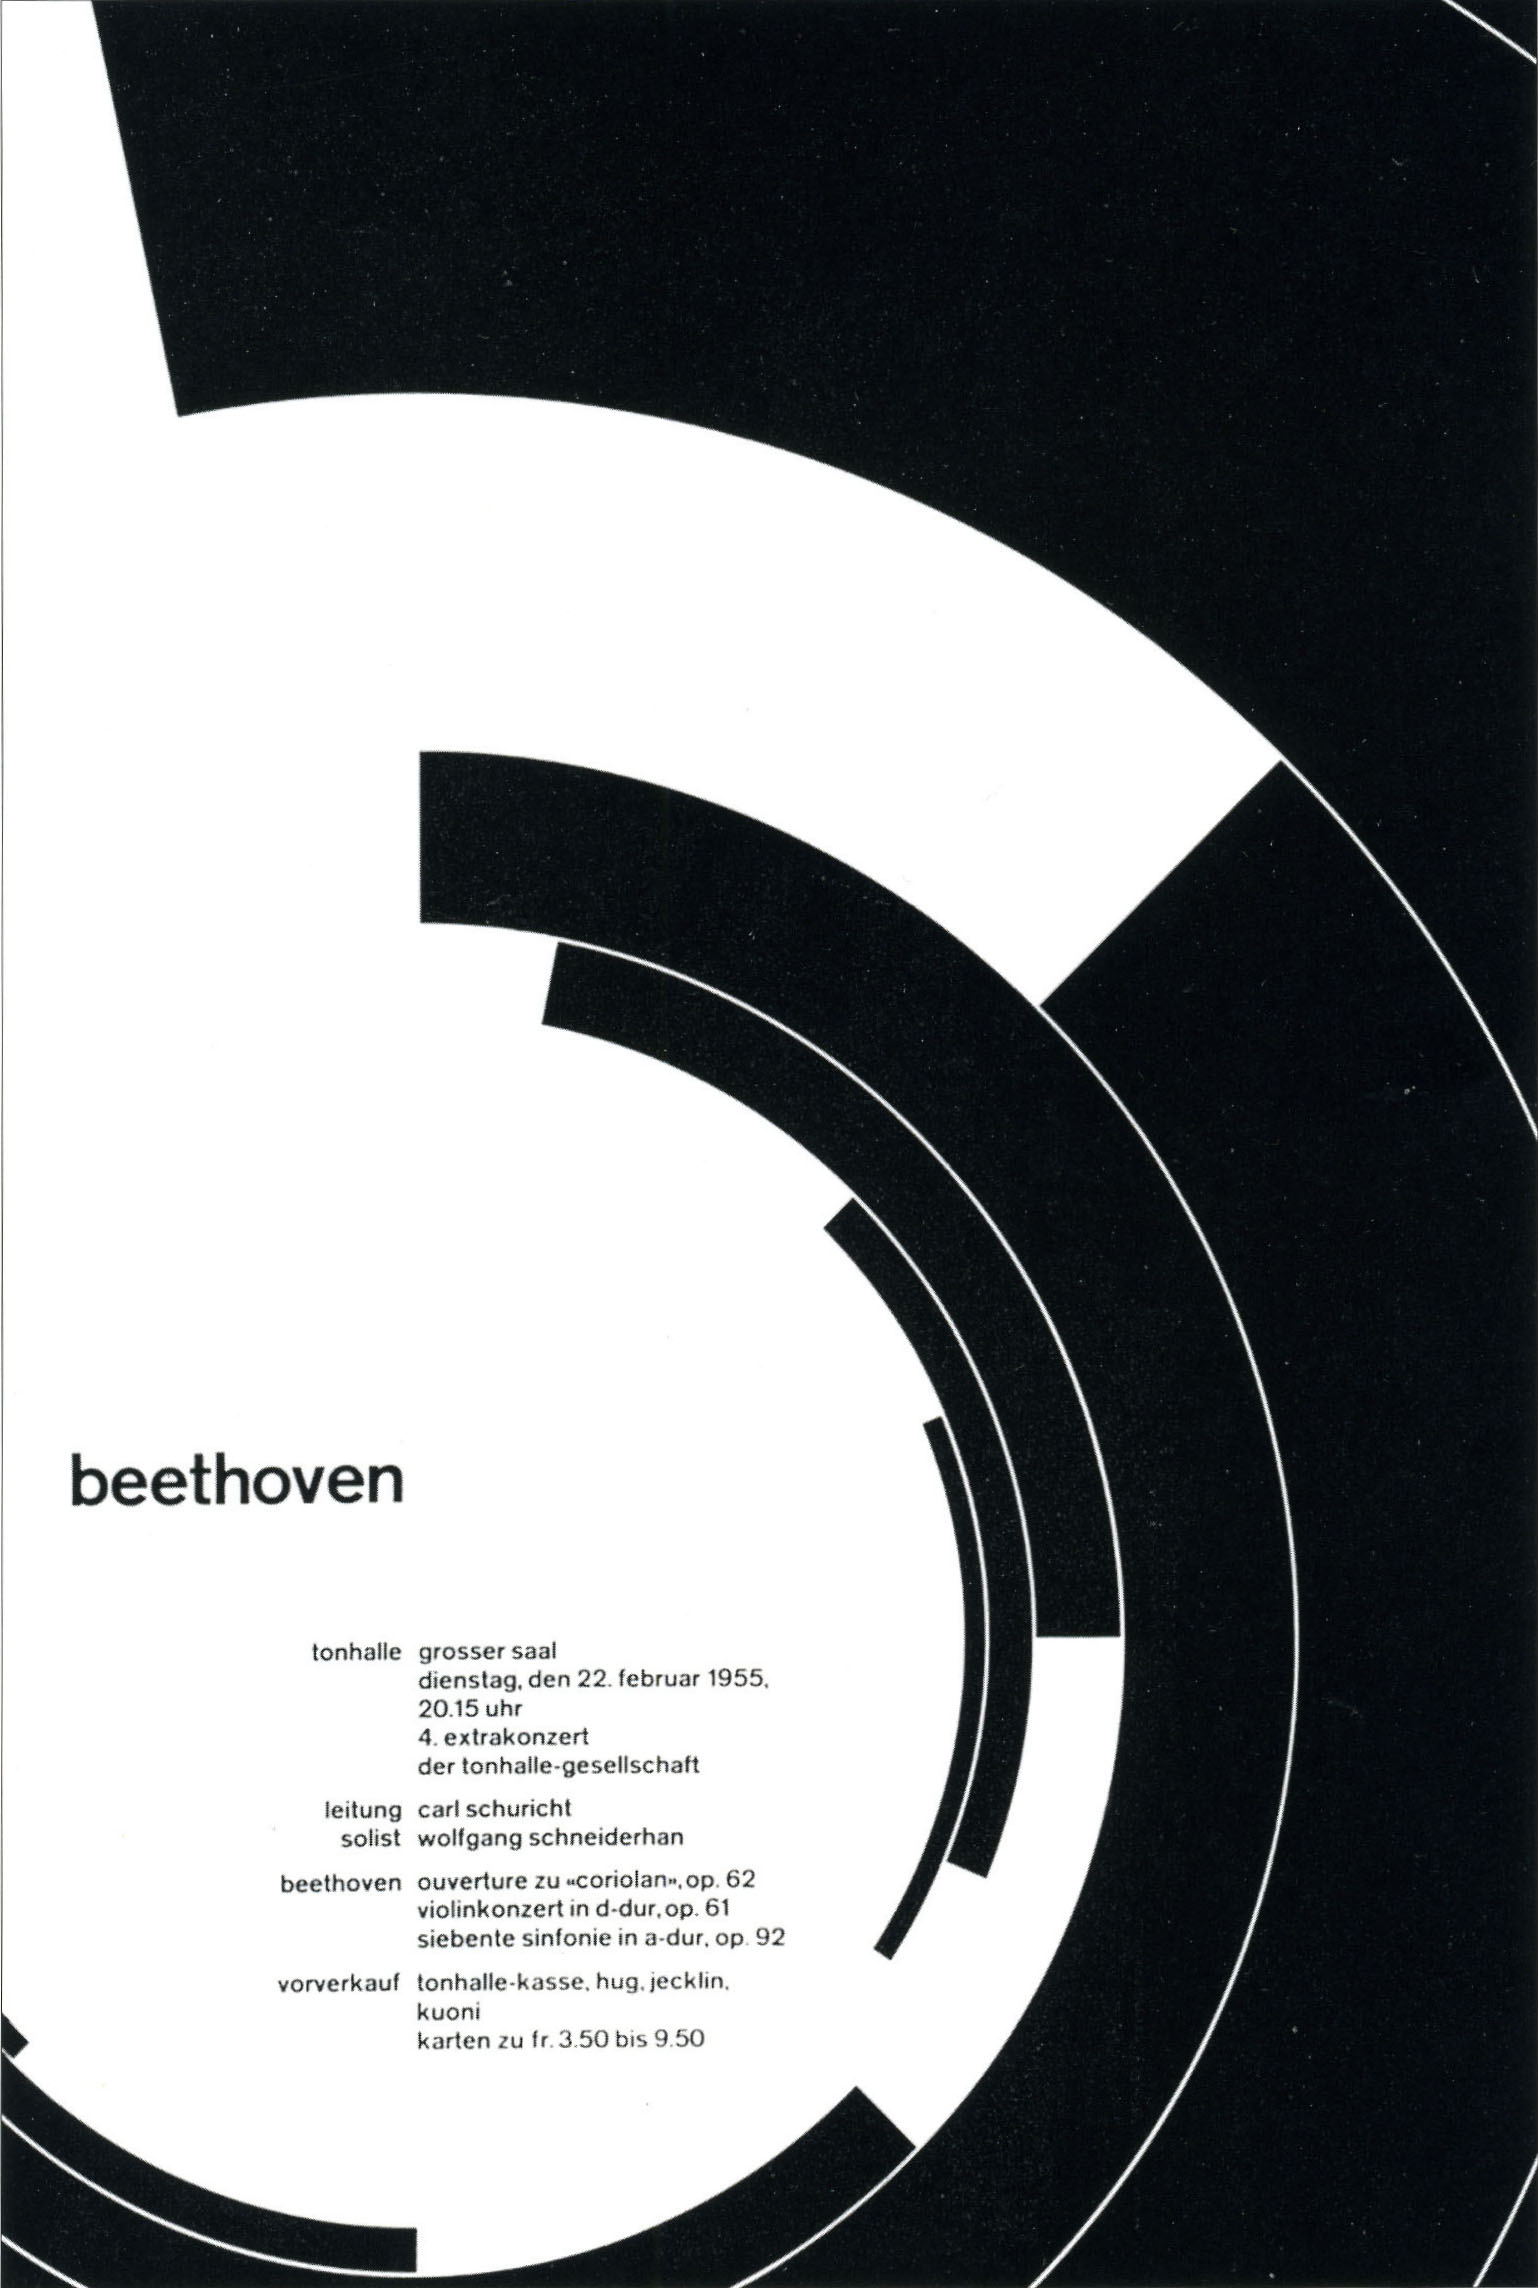 beethoven
tonhalle grosser saal
dienstag, den 22. februar 1955,
20.15 uhr
4. extrakonzert
der tonhalle-gesellschaft
leitung carl schuricht
solist wolfgang schneiderhan
beethoven ouverture zu «coriolan», op. 62
violinkonzert in d-dur, op. 61
siebente sinfonie in a-dur, op. 92
vorverkauf tonhalle-kasse, hug, jecklin,
kuoni
karten zu fr. 3.50 bis 9.50